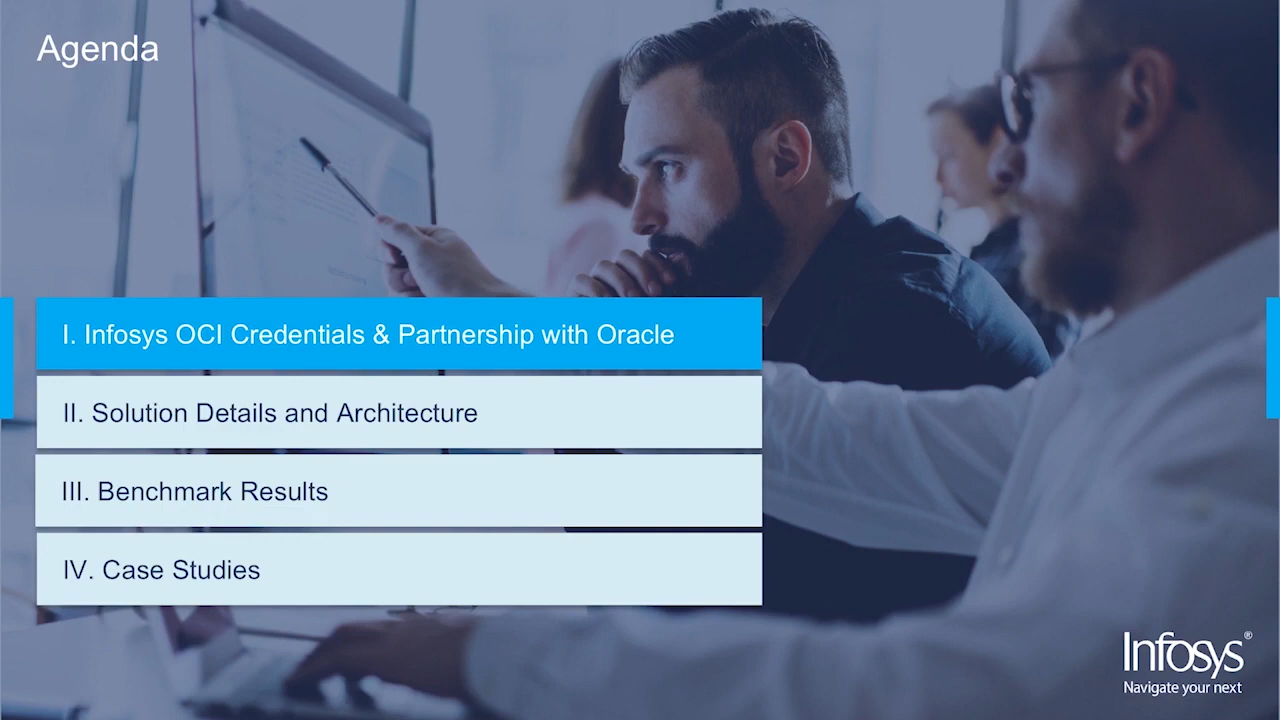 Agenda
I. Infosys OCI Credentials & Partnership with Oracle
II. Solution Details and Architecture
III. Benchmark Results
IV. Case Studies
Infosys®
Navigate your next